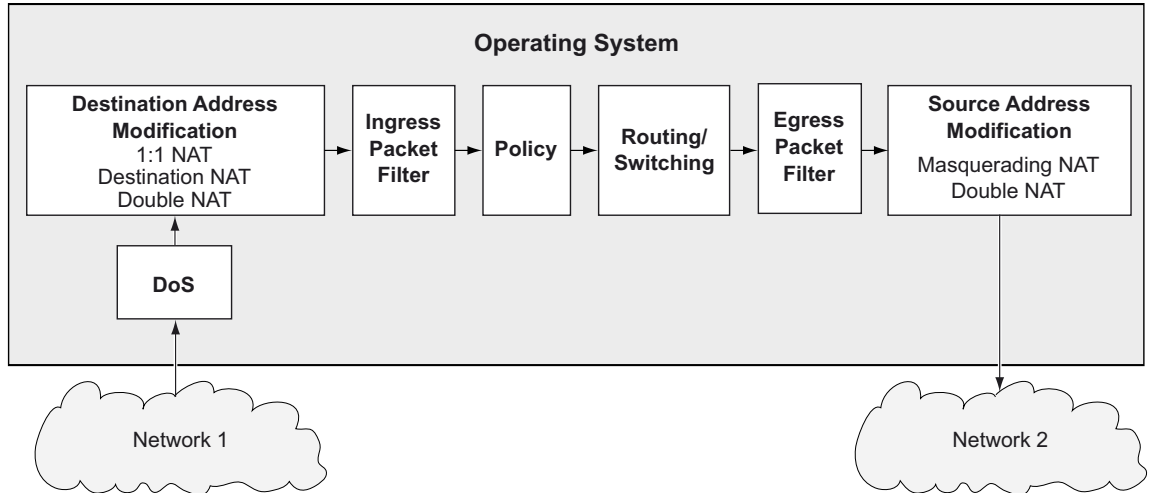 Operating System
Destination Address
Modification
1:1 NAT
Destination NAT
Double NAT
Ingress
Packet
Filter
Policy
Routing/
Switching
Egress
Packet
Filter
Source Address
Modification
Masquerading NAT
Double NAT
DoS
Network 1
Network 2